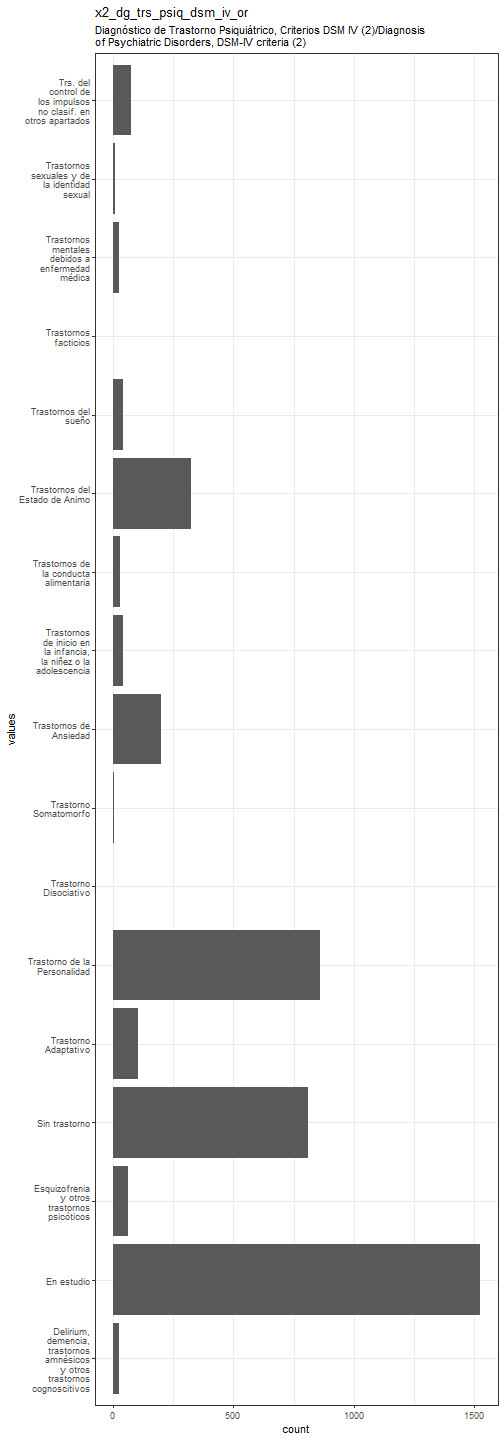 x2_dg_trs_psiq_dsm_iv_or
Diagnóstico de Trastorno Psiquiátrico, Criterios DSM IV (2)/Diagnosis
of Psychiatric Disorders, DSM-IV criteria (2)
Trs. del
control de
los impulsos
no clasif. en
otros apartados
Trastornos
sexuales y de
la identidad
sexual
Trastornos
mentales
debidos a
enfermedad
médica
Trastornos
facticios
Trastornos del
sueño
Trastornos del
Estado de Animo
Trastornos de
la conducta
alimentaria
Trastornos
de inicio en
la infancia,
la niñez o la
adolescencia
Trastornos de
Ansiedad
Trastorno
Somatomorfo
Trastorno
Disociativo
Trastorno de la
Personalidad
Trastorno
Adaptativo
Sin trastorno
Esquizofrenia
y otros
trastornos
psicóticos
En estudio
Delirium,
demencia,
trastornos
amnésicos
y otros
trastornos
cognoscitivos
values
0 500 1000 1500
count